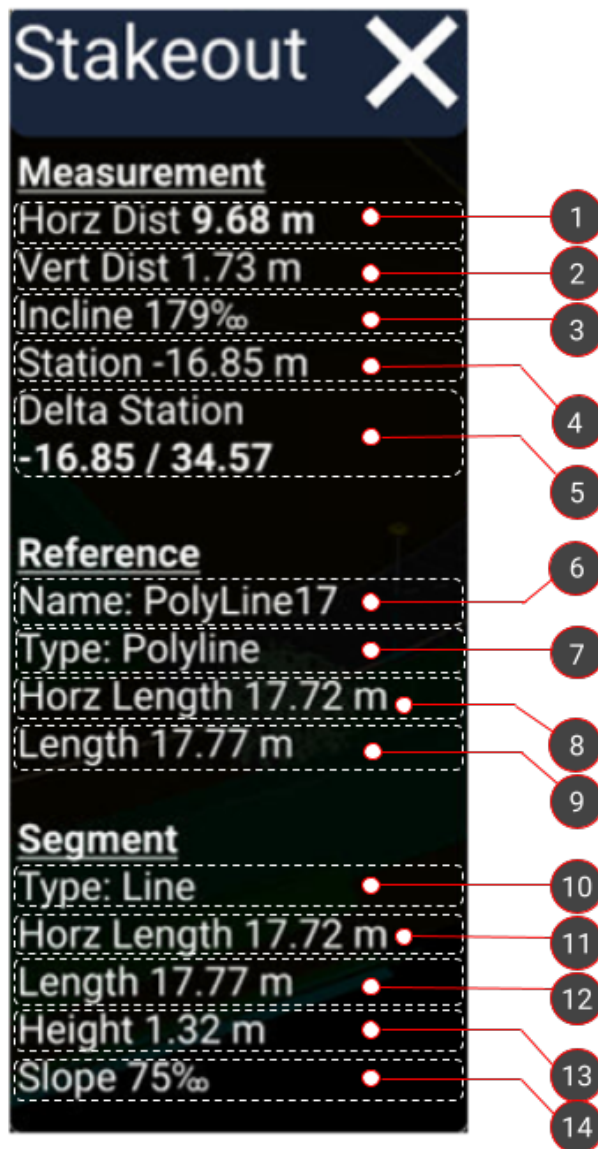 Stakeout
Measurement
Horz Dist 9.68 m
1
Vert Dist 1.73 m
2
Incline 179‰
3
Station -16.85 m
4
Delta Station
-16.85 / 34.57
5
Reference
6
Name: PolyLine17
Type: Polyline
7
Horz Length 17.72 m
8
Length 17.77 m
9
Segment
Type: Line
10
Horz Length 17.72 m
11
Length 17.77 m
12
Height 1.32 m
13
Slope 75‰
14